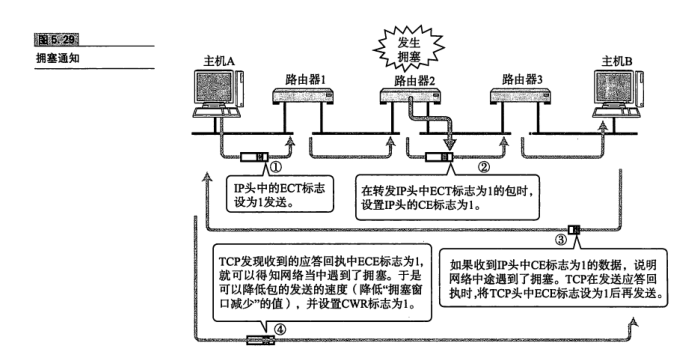 图 5.29
拥塞通知
发生
拥塞
主机A
路由器1
路由器2
路由器3
主机B
①
②
IP头中的ECT标志
设为1发送。
在转发IP头中ECT标志为1的包时，
设置IP头的CE标志为1。
③
TCP发现收到的应答回执中ECE标志为1，
就可以得知网络当中遇到了拥塞。于是
可以降低包的发送的速度（降低“拥塞窗
口减少”的值），并设置CWR标志为1。
如果收到IP头中CE标志为1的数据，说明
网络中途遇到了拥塞。TCP在发送应答回
执时，将TCP头中ECE标志设为1后再发送。
④